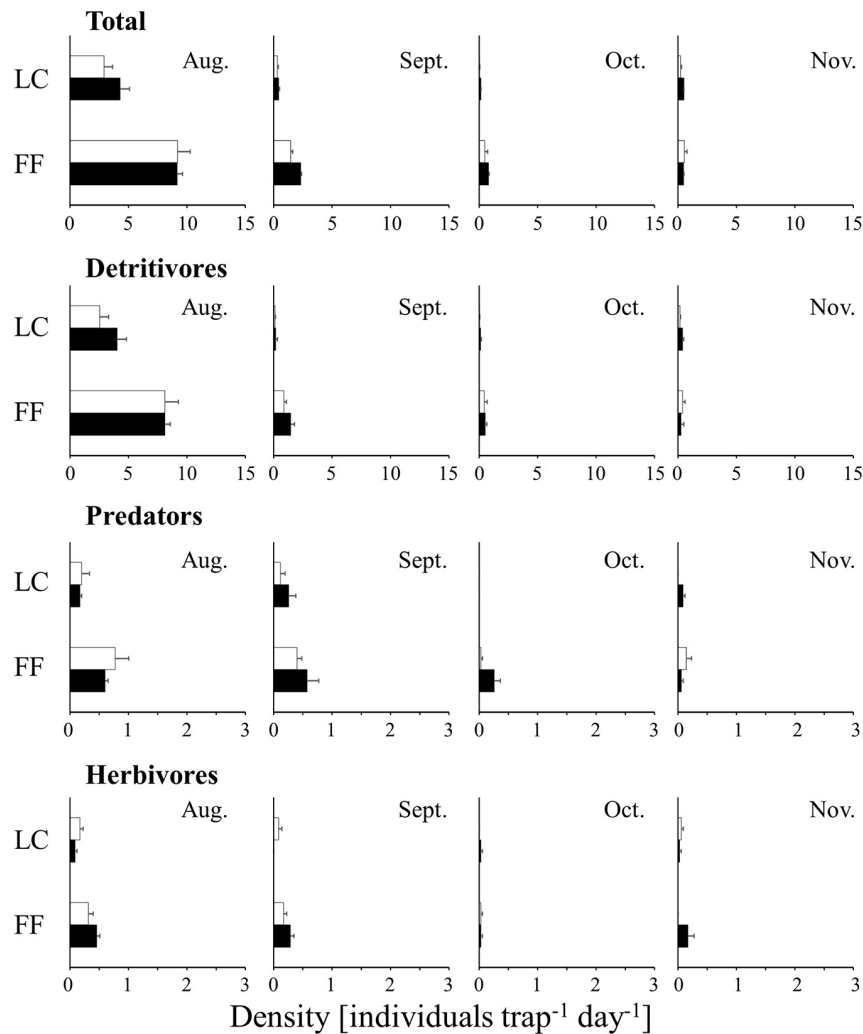 Total
Aug. Sept. Oct. Nov.
LC
FF
0 5 10 15 0 5 10 15 0 5 10 15 0 5 10 15
Detritivores
Aug. Sept. Oct. Nov.
LC
FF
0 5 10 15 0 5 10 15 0 5 10 15 0 5 10 15
Predators
Aug. Sept. Oct. Nov.
LC
FF
0 1 2 3 0 1 2 3 0 1 2 3 0 1 2 3
Herbivores
Aug. Sept. Oct. Nov.
LC
FF
0 1 2 3 0 1 2 3 0 1 2 3 0 1 2 3
Density [individuals trap⁻¹ day⁻¹]